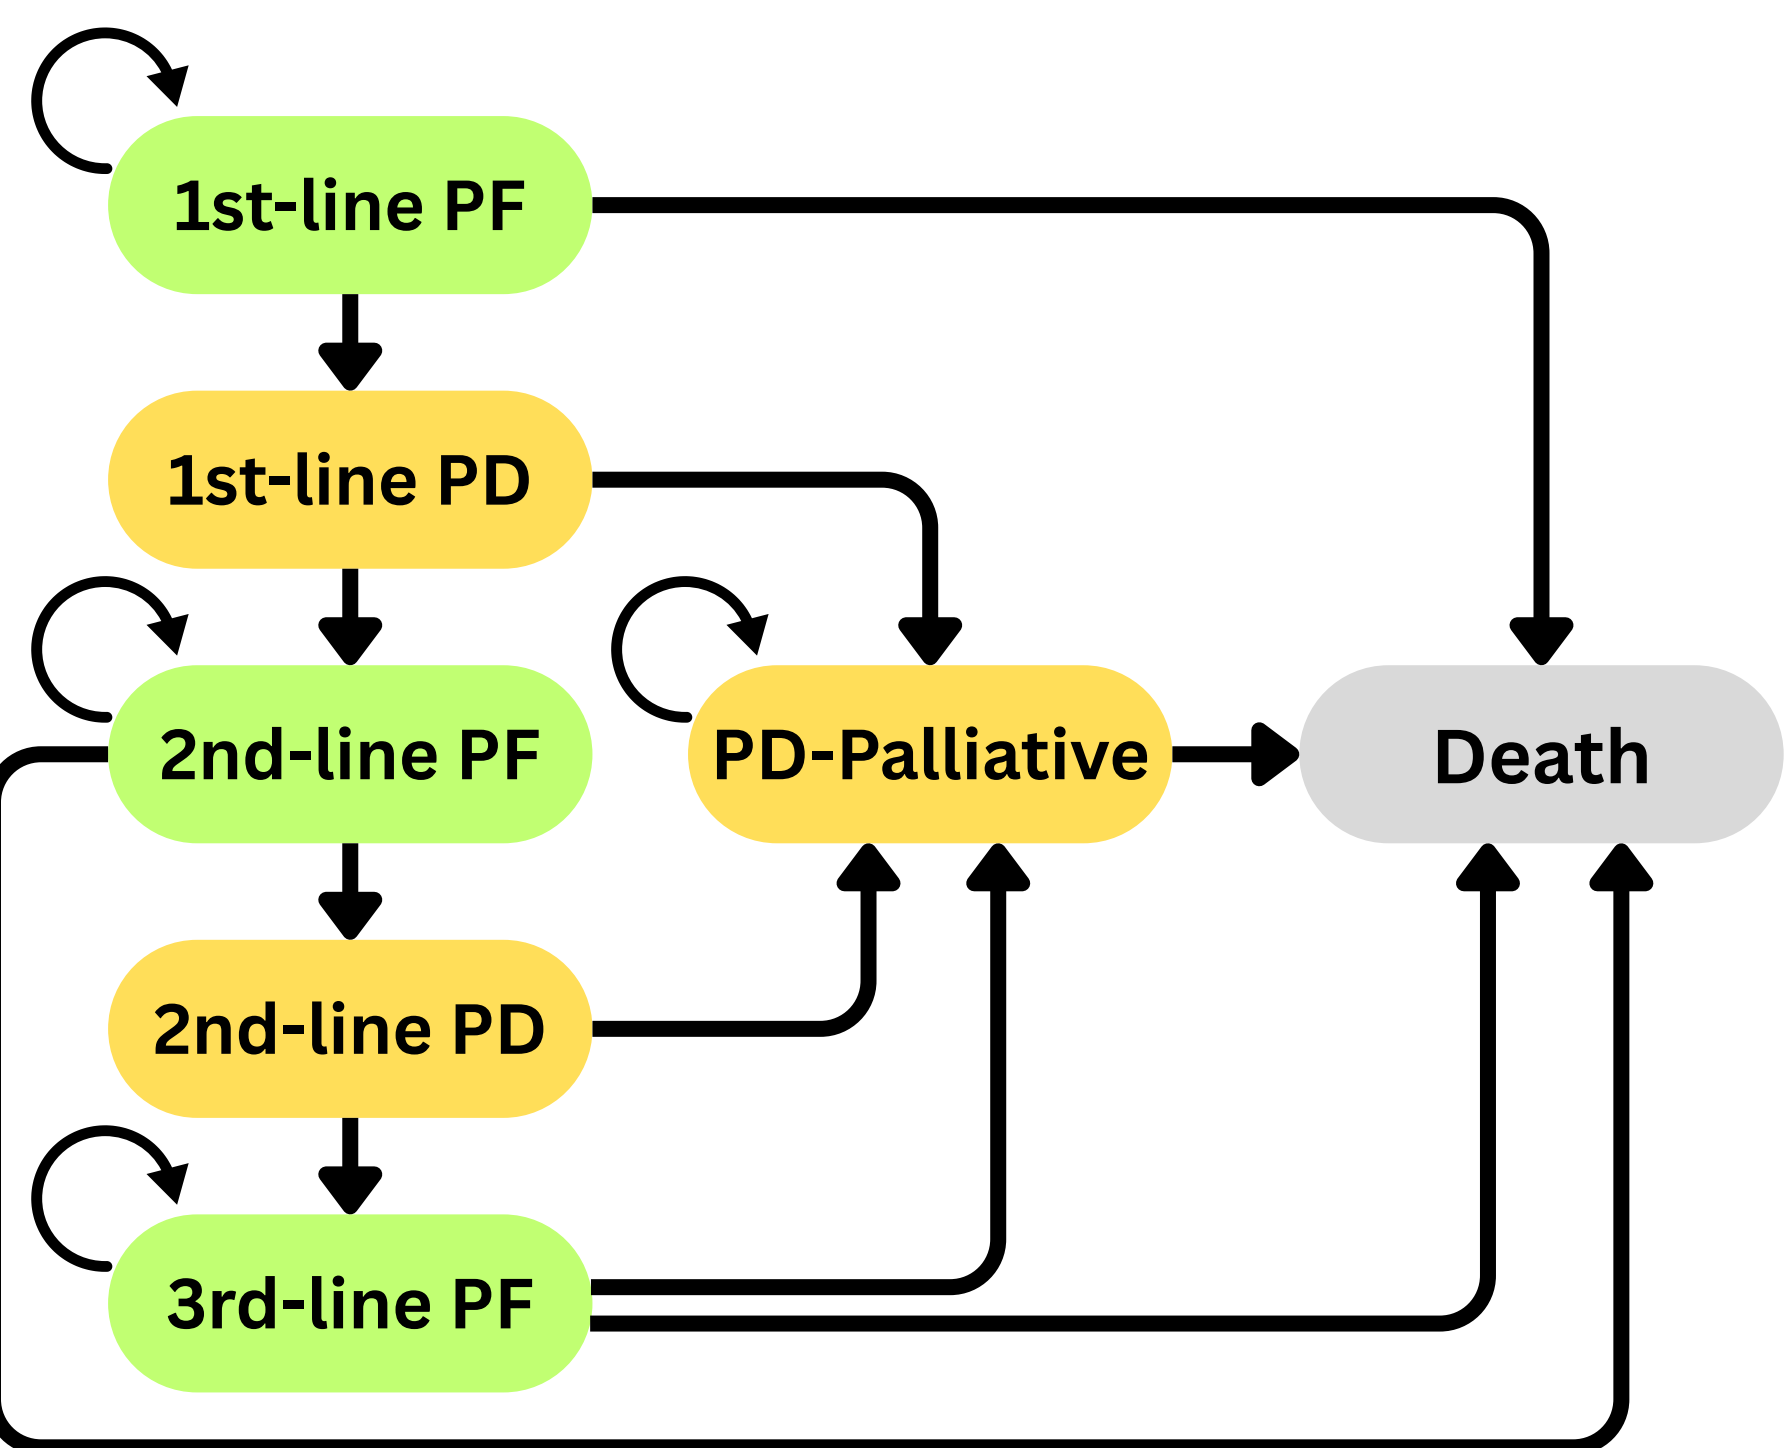 1st-line PF
1st-line PD
2nd-line PF
PD-Palliative
Death
2nd-line PD
3rd-line PF